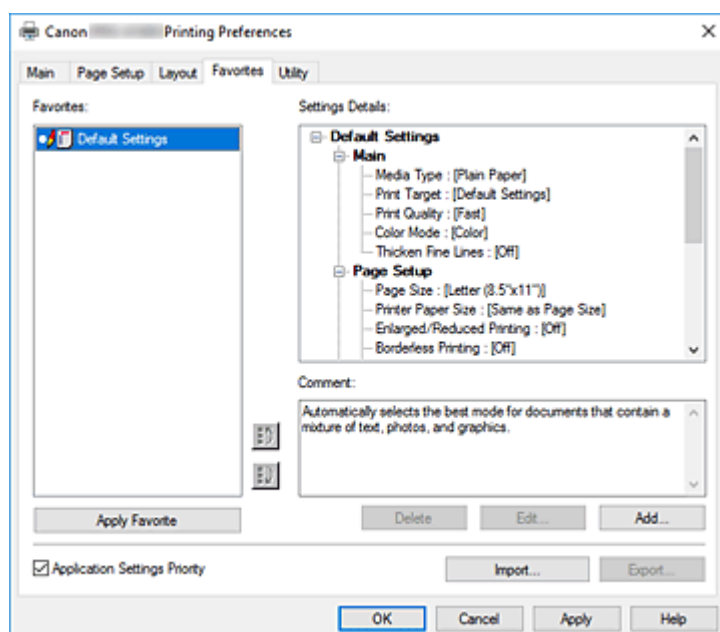 Canon Printing Preferences
Main Page Setup Layout Favorites Utility
Favorites:
Default Settings
Settings Details:
Default Settings
Main
Media Type : [Plain Paper]
Print Target : [Default Settings]
Print Quality : [Fast]
Color Mode : [Color]
Thicken Fine Lines : [Off]
Page Setup
Page Size : [Letter (8.5"x11")]
Printer Paper Size : [Same as Page Size]
Enlarged/Reduced Printing : [Off]
Borderless Printing : [Off]
Comment:
Automatically selects the best mode for documents that contain a
mixture of text, photos, and graphics.
Apply Favorite
Delete Edit... Add...
Application Settings Priority
Import... Export...
OK Cancel Apply Help